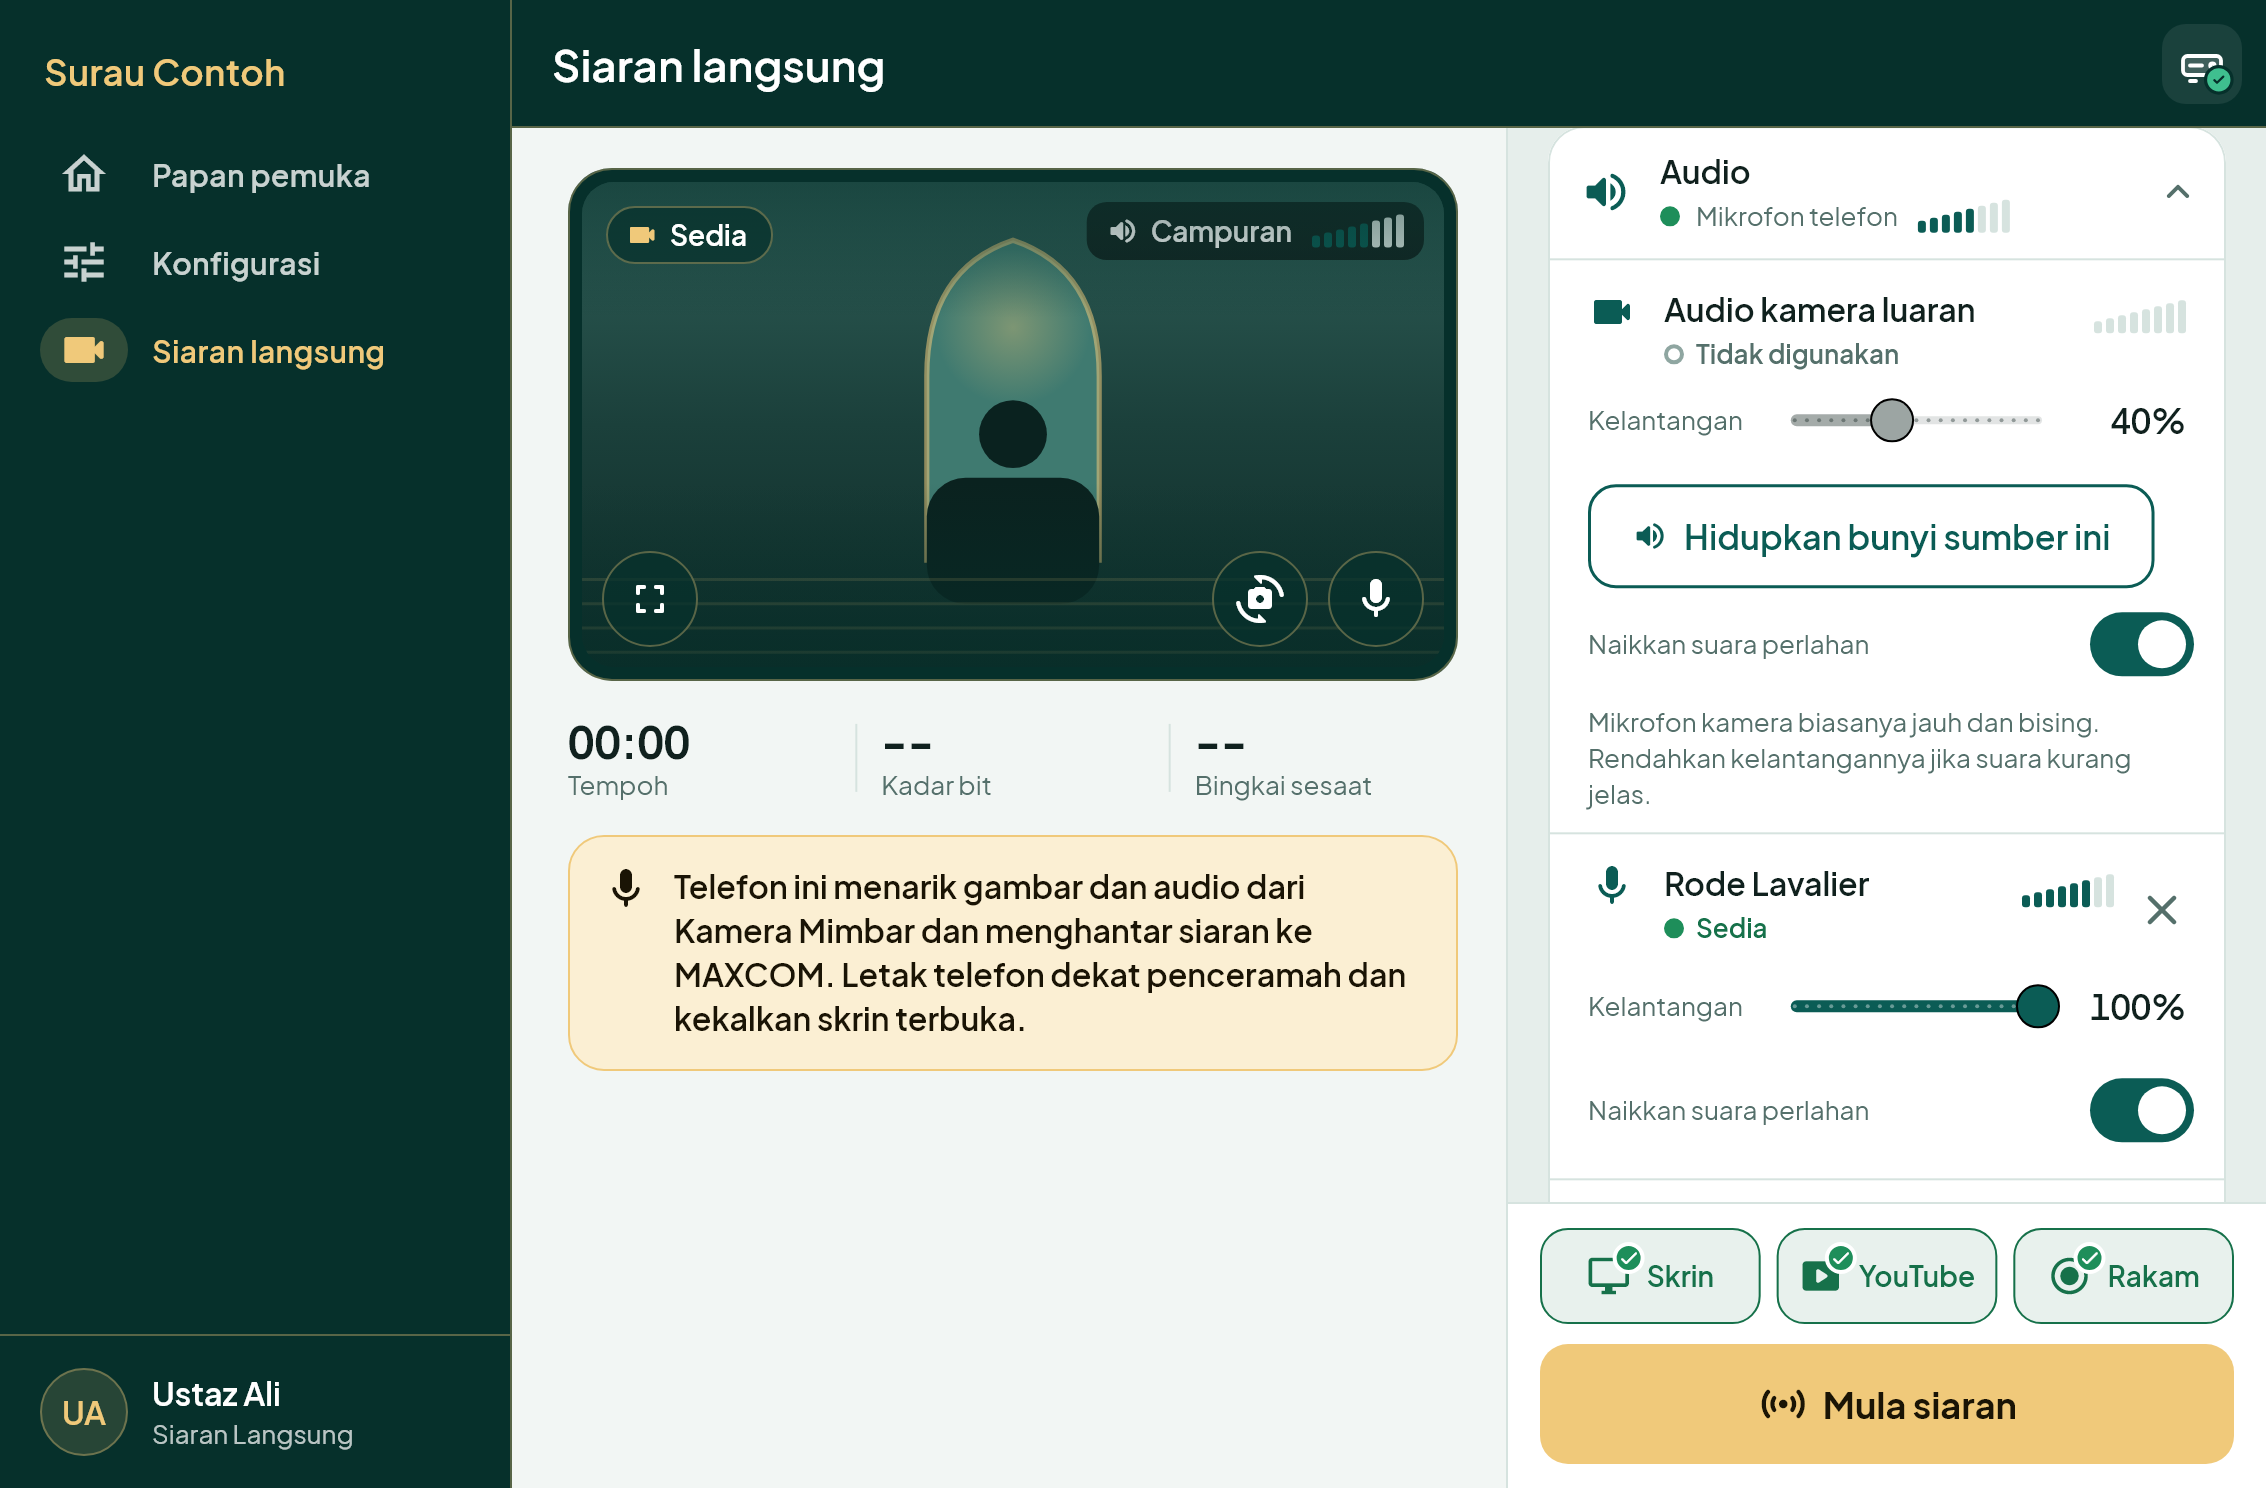 Surau Contoh
Papan pemuka
Konfigurasi
Siaran langsung
Ustaz Ali
UA
Siaran Langsung
Siaran langsung
Sedia
Campuran
00:00
Tempoh
--
Kadar bit
--
Bingkai sesaat
Telefon ini menarik gambar dan audio dari
Kamera Mimbar dan menghantar siaran ke
MAXCOM. Letak telefon dekat penceramah dan
kekalkan skrin terbuka.
Audio
Mikrofon telefon
Audio kamera luaran
Tidak digunakan
Kelantangan
40%
Hidupkan bunyi sumber ini
Naikkan suara perlahan
Mikrofon kamera biasanya jauh dan bising.
Rendahkan kelantangannya jika suara kurang
jelas.
Rode Lavalier
Sedia
Kelantangan
100%
Naikkan suara perlahan
Skrin
YouTube
Rakam
Mula siaran